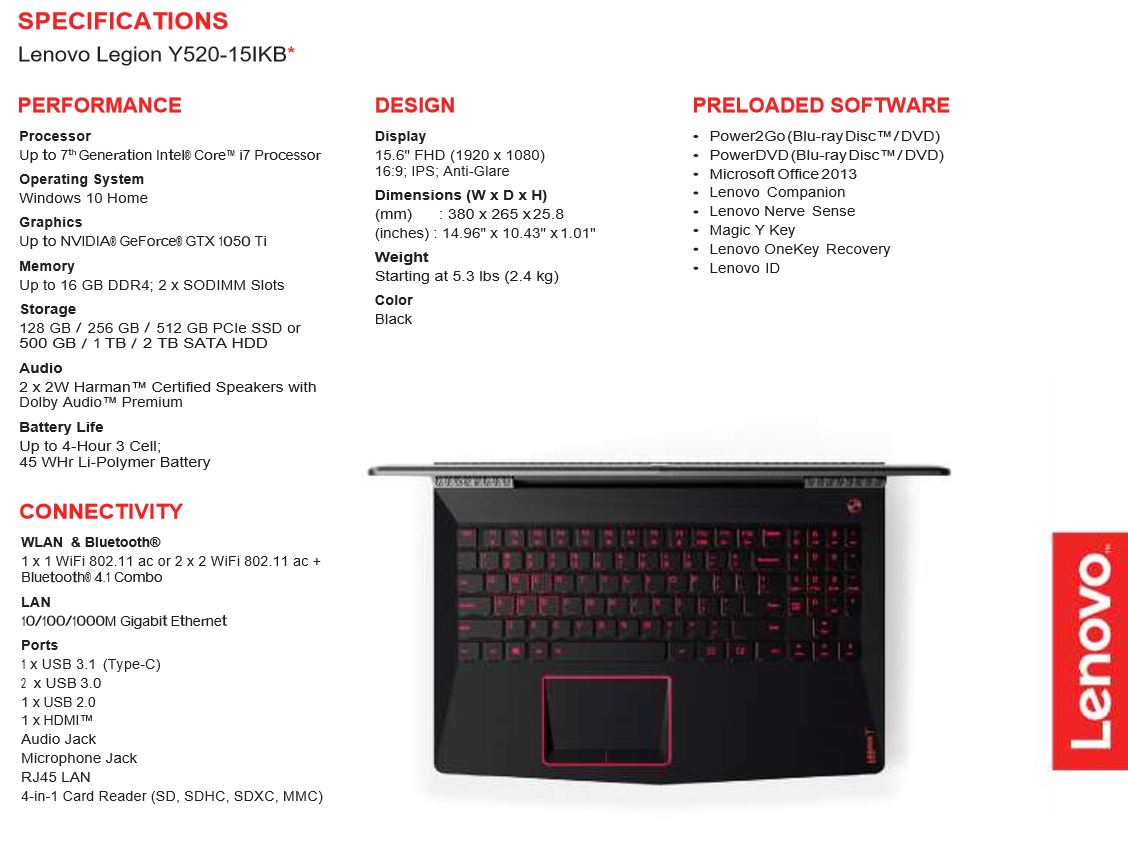 SPECIFICATIONS
Lenovo Legion Y520-15IKB*
PERFORMANCE
Processor
Up to 7th Generation Intel® Core™ i7 Processor
Operating System
Windows 10 Home
Graphics
Up to NVIDIA® GeForce® GTX 1050 Ti
Memory
Up to 16 GB DDR4; 2 x SODIMM Slots
Storage
128 GB / 256 GB / 512 GB PCIe SSD or
500 GB / 1 TB / 2 TB SATA HDD
Audio
2 x 2W Harman™ Certified Speakers with
Dolby Audio™ Premium
Battery Life
Up to 4-Hour 3 Cell;
45 WHr Li-Polymer Battery
CONNECTIVITY
WLAN & Bluetooth®
1 x 1 WiFi 802.11 ac or 2 x 2 WiFi 802.11 ac +
Bluetooth® 4.1 Combo
LAN
10/100/1000M Gigabit Ethernet
Ports
1 x USB 3.1 (Type-C)
2 x USB 3.0
1 x USB 2.0
1 x HDMI™
Audio Jack
Microphone Jack
RJ45 LAN
4-in-1 Card Reader (SD, SDHC, SDXC, MMC)
DESIGN
Display
15.6" FHD (1920 x 1080)
16:9; IPS; Anti-Glare
Dimensions (W x D x H)
(mm) : 380 x 265 x 25.8
(inches) : 14.96" x 10.43" x 1.01"
Weight
Starting at 5.3 lbs (2.4 kg)
Color
Black
PRELOADED SOFTWARE
• Power2Go (Blu-ray Disc™/DVD)
• PowerDVD (Blu-ray Disc™/DVD)
• Microsoft Office 2013
• Lenovo Companion
• Lenovo Nerve Sense
• Magic Y Key
• Lenovo OneKey Recovery
• Lenovo ID
Lenovo™